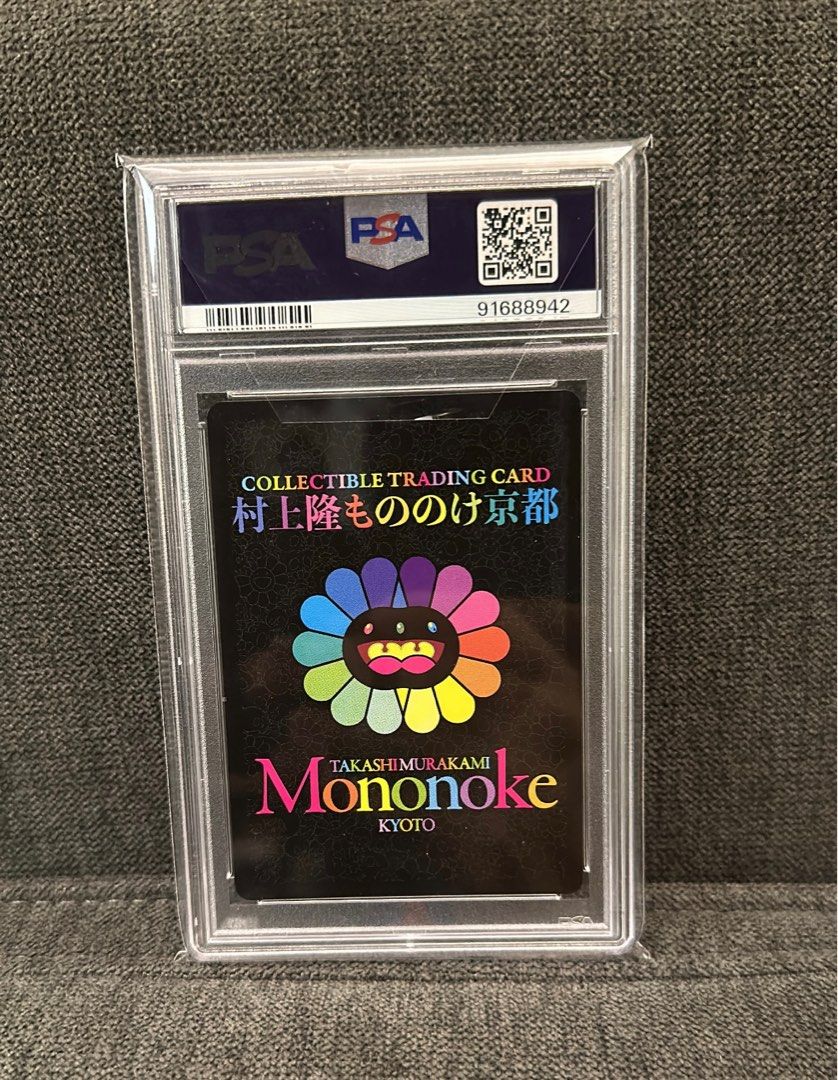 PSA
PSA
91688942
COLLECTIBLE TRADING CARD
村上隆もののけ京都
TAKASHI MURAKAMI
Mononoke
KYOTO
PSA